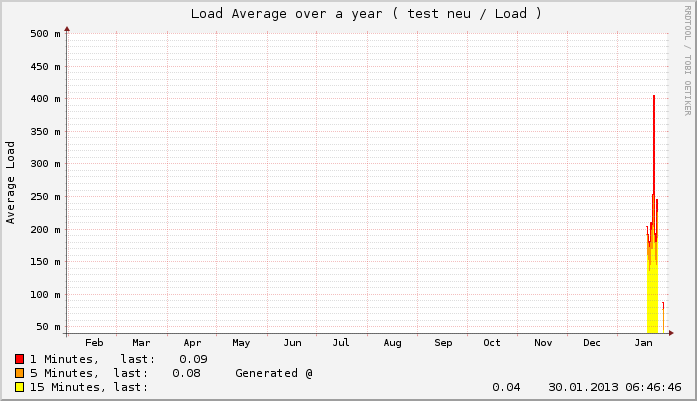 Load Average over a year ( test neu / Load )
RRDTOOL / TOBI OETIKER
Average Load
500 m
450 m
400 m
350 m
300 m
250 m
200 m
150 m
100 m
50 m
Feb Mar Apr May Jun Jul Aug Sep Oct Nov Dec Jan
1 Minutes, last: 0.09
5 Minutes, last: 0.08 Generated @
15 Minutes, last: 0.04 30.01.2013 06:46:46